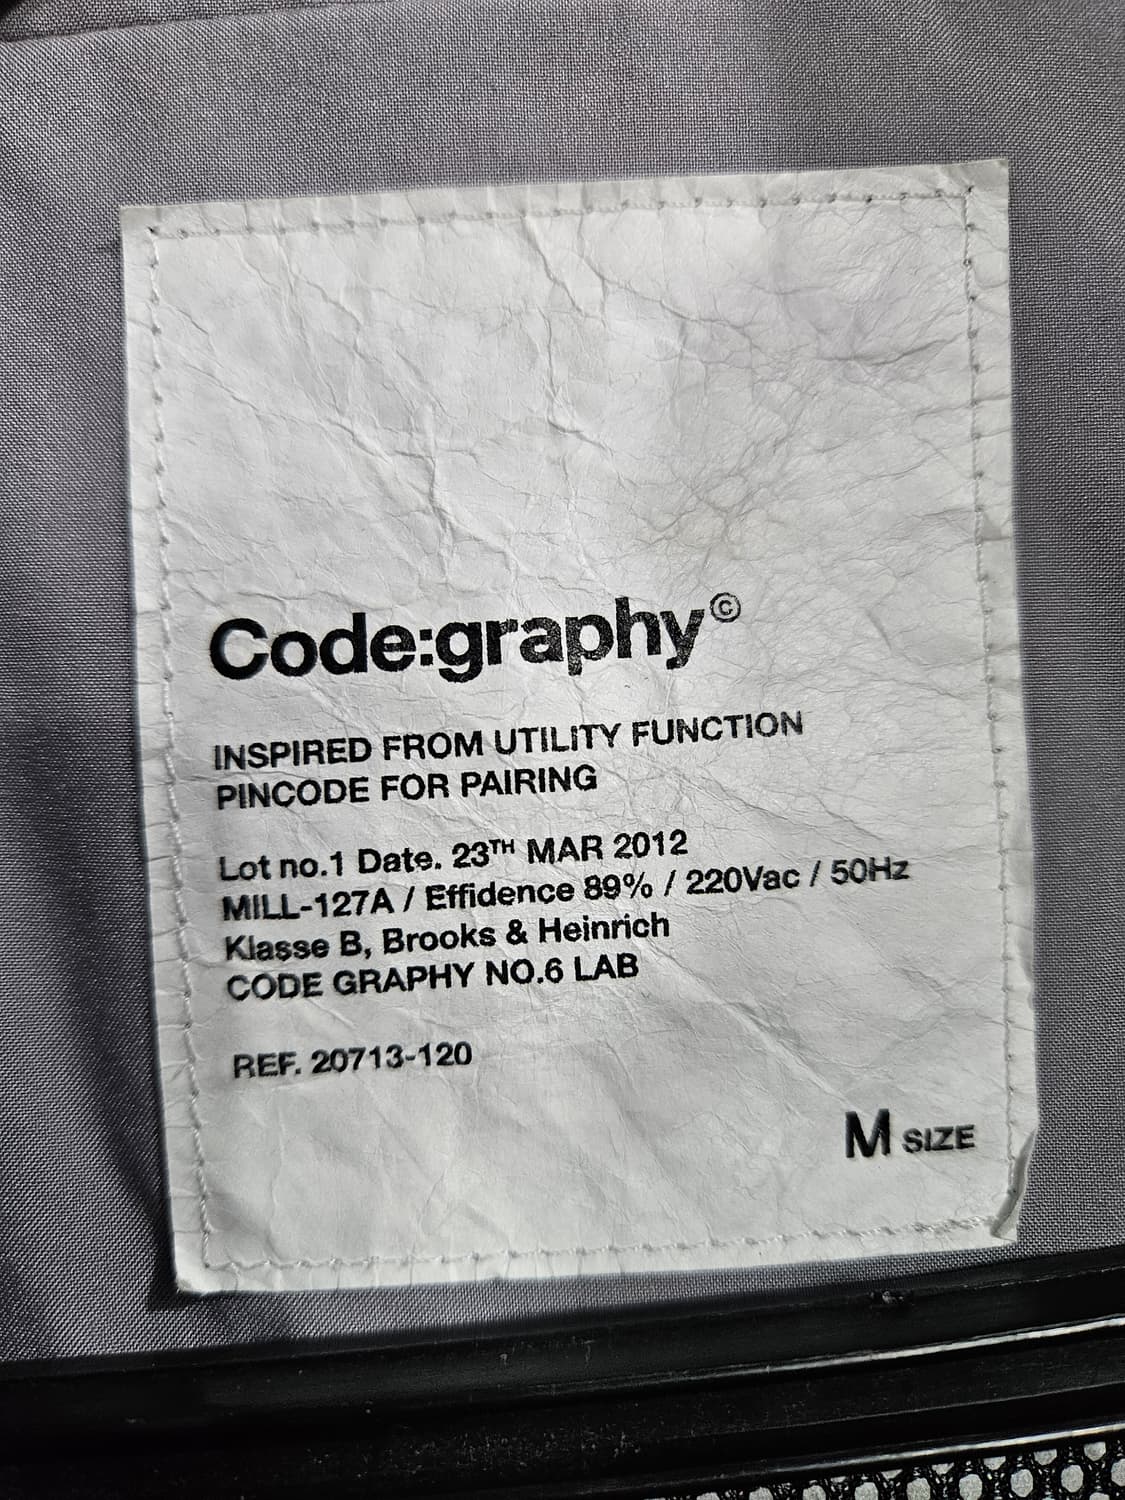 Code:graphy©
INSPIRED FROM UTILITY FUNCTION
PINCODE FOR PAIRING
Lot no.1 Date. 23TH MAR 2012
MILL-127A / Effidence 89% / 220Vac / 50Hz
Klasse B, Brooks & Heinrich
CODE GRAPHY NO.6 LAB
REF. 20713-120
M SIZE